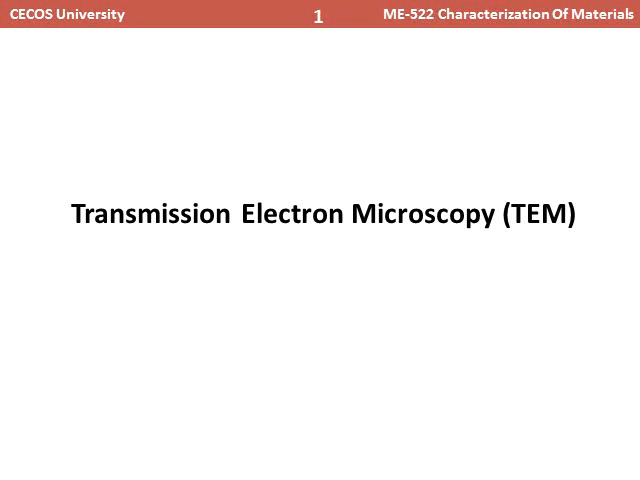 CECOS University
1
ME-522 Characterization Of Materials
Transmission Electron Microscopy (TEM)